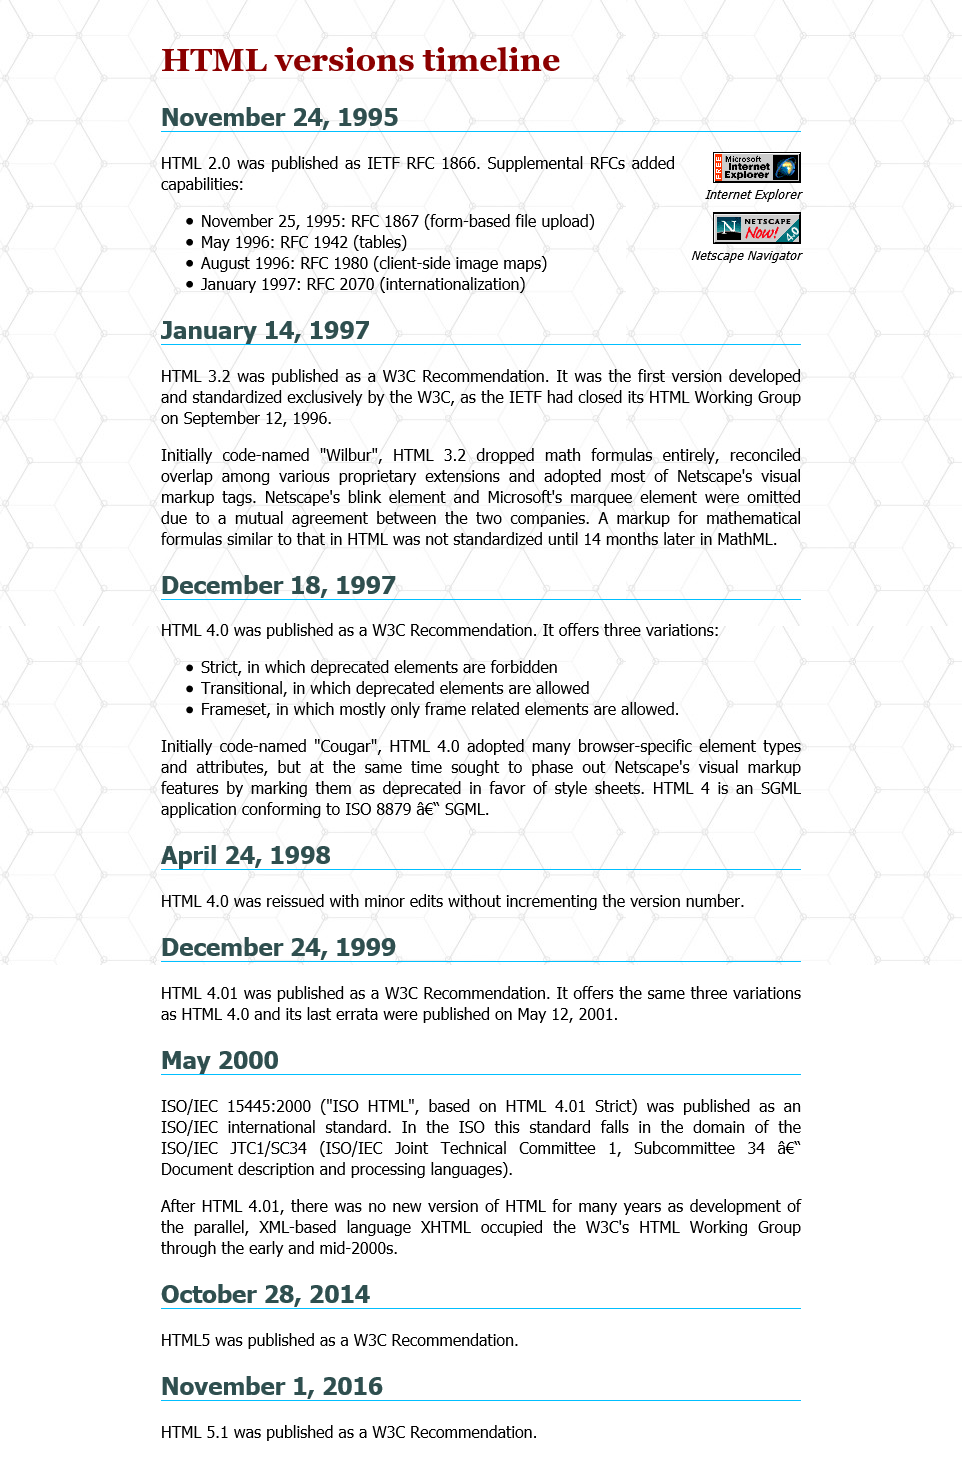 HTML versions timeline
November 24, 1995
HTML 2.0 was published as IETF RFC 1866. Supplemental RFCs added
capabilities:
FREE
Microsoft
Internet
Explorer
Internet Explorer
N
NETSCAPE
Now!
4.0
Netscape Navigator
• November 25, 1995: RFC 1867 (form-based file upload)
• May 1996: RFC 1942 (tables)
• August 1996: RFC 1980 (client-side image maps)
• January 1997: RFC 2070 (internationalization)
January 14, 1997
HTML 3.2 was published as a W3C Recommendation. It was the first version developed
and standardized exclusively by the W3C, as the IETF had closed its HTML Working Group
on September 12, 1996.
Initially code-named "Wilbur", HTML 3.2 dropped math formulas entirely, reconciled
overlap among various proprietary extensions and adopted most of Netscape's visual
markup tags. Netscape's blink element and Microsoft's marquee element were omitted
due to a mutual agreement between the two companies. A markup for mathematical
formulas similar to that in HTML was not standardized until 14 months later in MathML.
December 18, 1997
HTML 4.0 was published as a W3C Recommendation. It offers three variations:
• Strict, in which deprecated elements are forbidden
• Transitional, in which deprecated elements are allowed
• Frameset, in which mostly only frame related elements are allowed.
Initially code-named "Cougar", HTML 4.0 adopted many browser-specific element types
and attributes, but at the same time sought to phase out Netscape's visual markup
features by marking them as deprecated in favor of style sheets. HTML 4 is an SGML
application conforming to ISO 8879 â€“ SGML.
April 24, 1998
HTML 4.0 was reissued with minor edits without incrementing the version number.
December 24, 1999
HTML 4.01 was published as a W3C Recommendation. It offers the same three variations
as HTML 4.0 and its last errata were published on May 12, 2001.
May 2000
ISO/IEC 15445:2000 ("ISO HTML", based on HTML 4.01 Strict) was published as an
ISO/IEC international standard. In the ISO this standard falls in the domain of the
ISO/IEC JTC1/SC34 (ISO/IEC Joint Technical Committee 1, Subcommittee 34 â€“
Document description and processing languages).
After HTML 4.01, there was no new version of HTML for many years as development of
the parallel, XML-based language XHTML occupied the W3C's HTML Working Group
through the early and mid-2000s.
October 28, 2014
HTML5 was published as a W3C Recommendation.
November 1, 2016
HTML 5.1 was published as a W3C Recommendation.